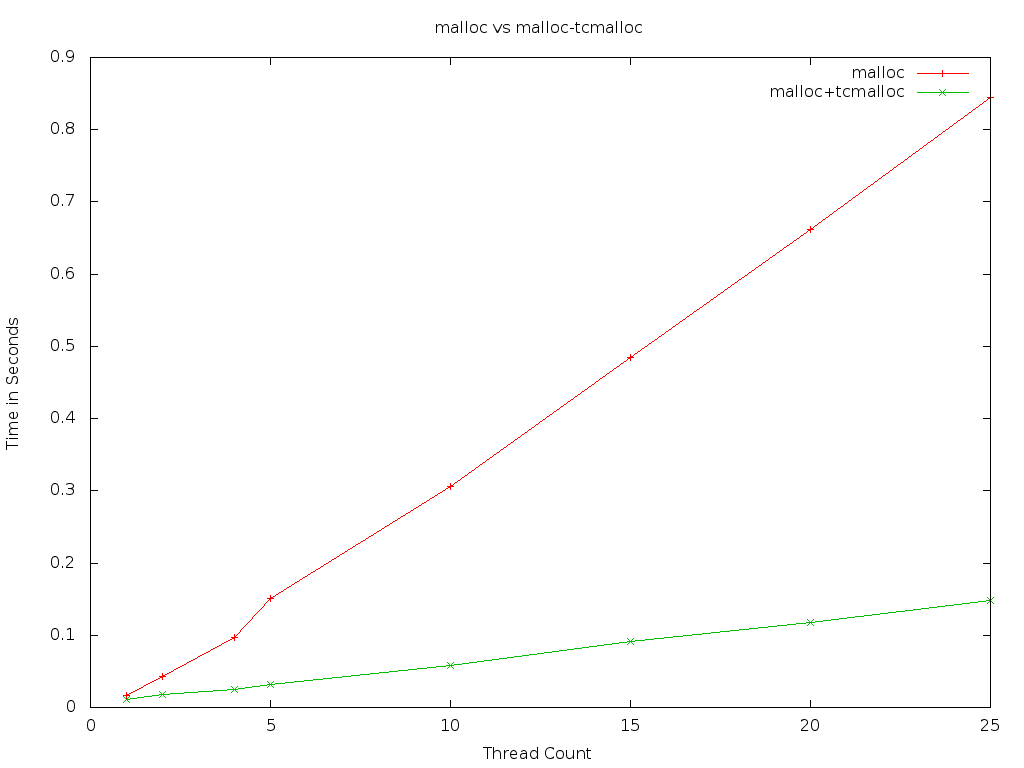 malloc vs malloc-tcmalloc
malloc
malloc+tcmalloc
0.9
0.8
0.7
0.6
0.5
0.4
0.3
0.2
0.1
0
Time in Seconds
0 5 10 15 20 25
Thread Count